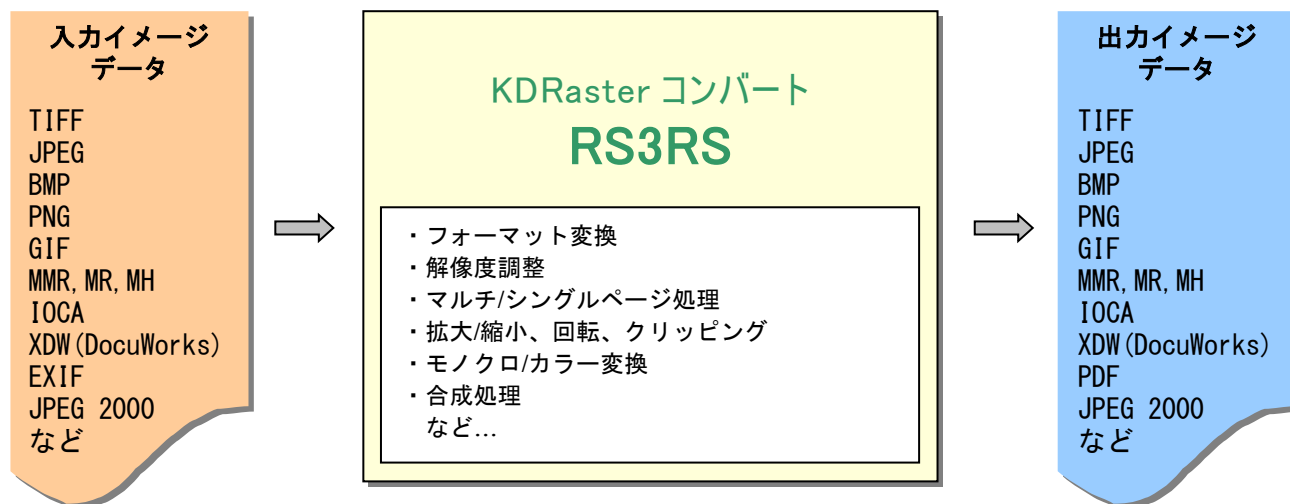 入力イメージ
データ
TIFF
JPEG
BMP
PNG
GIF
MMR,MR,MH
IOCA
XDW(DocuWorks)
EXIF
JPEG 2000
など
KDRaster コンバート
RS3RS
・フォーマット変換
・解像度調整
・マルチ/シングルページ処理
・拡大/縮小、回転、クリッピング
・モノクロ/カラー変換
・合成処理
など…
出力イメージ
データ
TIFF
JPEG
BMP
PNG
GIF
MMR,MR,MH
IOCA
XDW(DocuWorks)
PDF
JPEG 2000
など